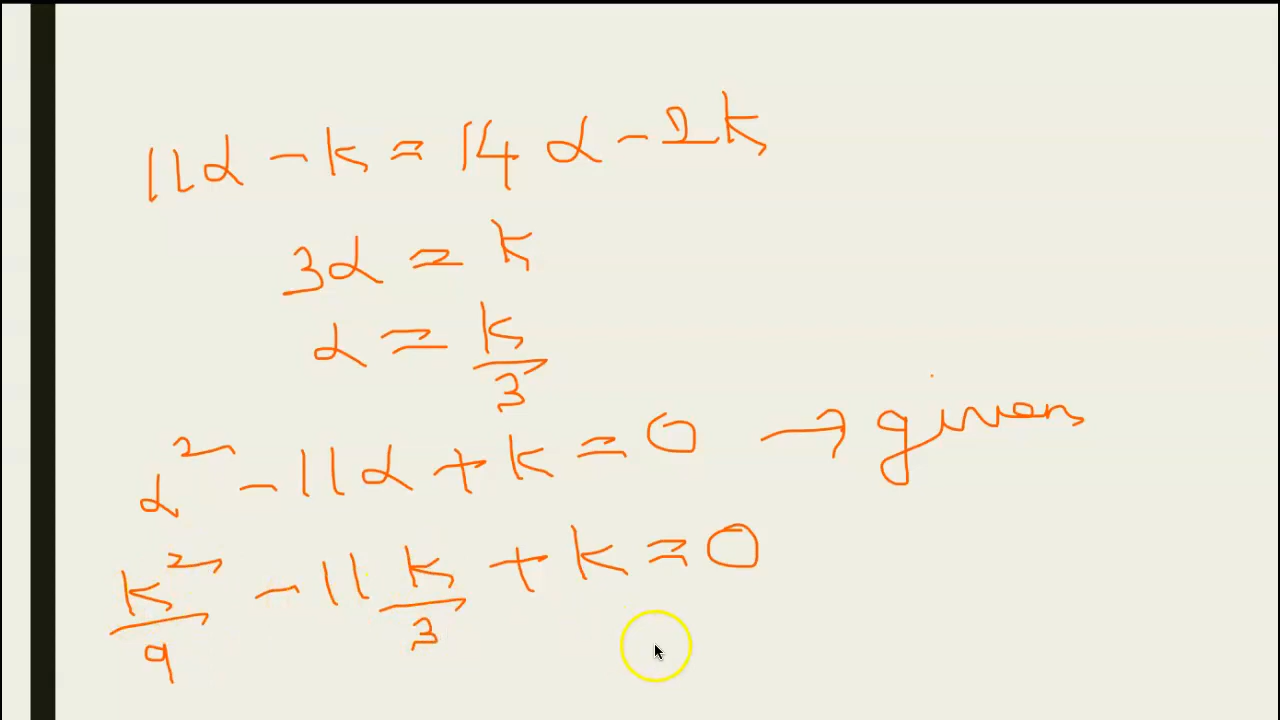 11α - k = 14α - 2k
3α = k
α = k/3
α² - 11α + k = 0 → given
k²/9 - 11 k/3 + k = 0